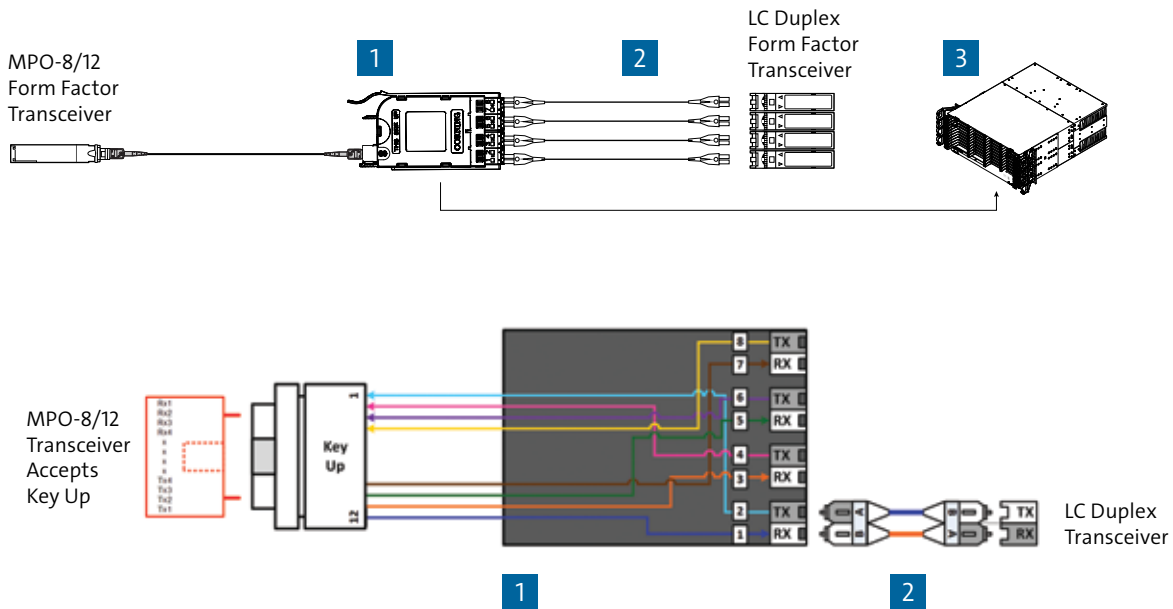 MPO-8/12
Form Factor
Transceiver
1
2
LC Duplex
Form Factor
Transceiver
3
CORNING
MPO-8/12
Transceiver
Accepts
Key Up
Rx1
Rx2
Rx3
Rx4
x
x
x
x
Tx4
Tx3
Tx2
Tx1
Key
Up
1
12
8 TX
7 RX
6 TX
5 RX
4 TX
3 RX
2 TX
1 RX
A
B
B
A
TX
RX
LC Duplex
Transceiver
1
2